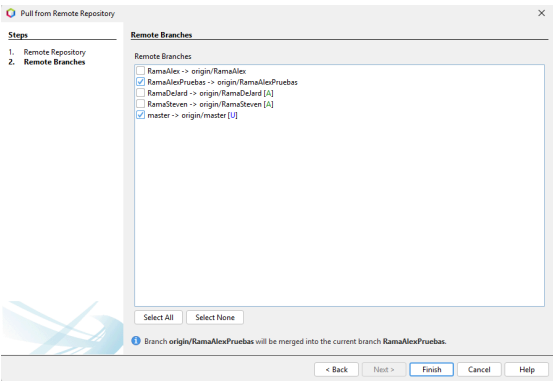 Pull from Remote Repository
Steps
1. Remote Repository
2. Remote Branches
Remote Branches
Remote Branches
RamaAlex -> origin/RamaAlex
RamaAlexPruebas -> origin/RamaAlexPruebas
RamaDeJard -> origin/RamaDeJard [A]
RamaSteven -> origin/RamaSteven [A]
master -> origin/master [U]
Select All Select None
Branch origin/RamaAlexPruebas will be merged into the current branch RamaAlexPruebas.
< Back Next > Finish Cancel Help